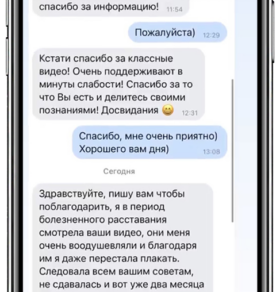 спасибо за информацию!
11:54
Пожалуйста)
12:29
Кстати спасибо за классные
видео! Очень поддерживают в
минуты слабости! Спасибо за то
что Вы есть и делитесь своими
познаниями! Досвидания 😀
12:31
Спасибо, мне очень приятно)
Хорошего вам дня)
13:08
Сегодня
Здравствуйте, пишу вам чтобы
поблагодарить, я в период
болезненного расставания
смотрела ваши видео, они меня
очень воодушевляли и благодаря
им я даже перестала плакать.
Следовала всем вашим советам,
не сдавалась и вот уже два месяца